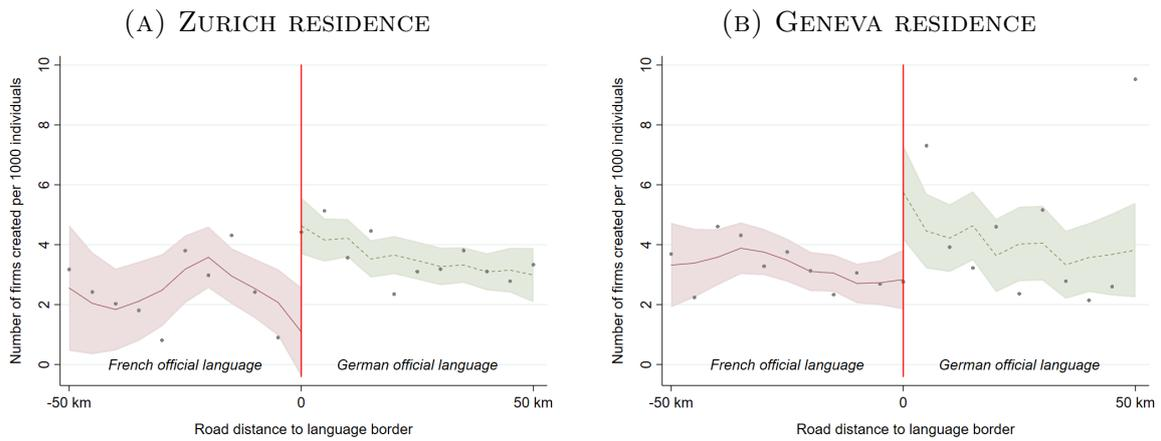 (A) ZURICH RESIDENCE
Number of firms created per 1000 individuals
10
8
6
4
2
0
French official language
German official language
-50 km
0
50 km
Road distance to language border
(B) GENEVA RESIDENCE
Number of firms created per 1000 individuals
10
8
6
4
2
0
French official language
German official language
-50 km
0
50 km
Road distance to language border